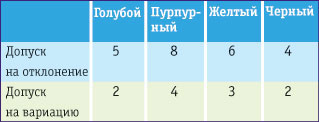 Голубой Пурпур-
ный Желтый Черный
Допуск
на отклонение 5 8 6 4
Допуск
на вариацию 2 4 3 2